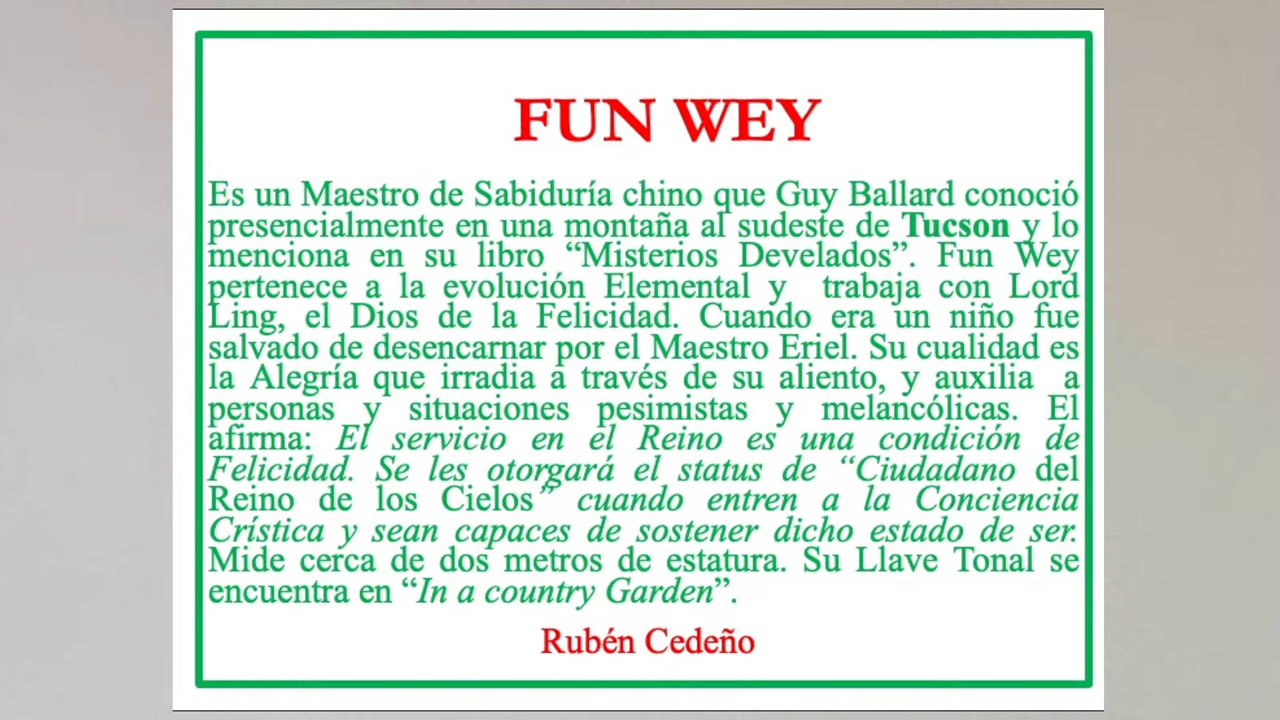 FUN WEY
Es un Maestro de Sabiduría chino que Guy Ballard conoció
presencialmente en una montaña al sudeste de Tucson y lo
menciona en su libro “Misterios Develados”. Fun Wey
pertenece a la evolución Elemental y trabaja con Lord
Ling, el Dios de la Felicidad. Cuando era un niño fue
salvado de desencarnar por el Maestro Eriel. Su cualidad es
la Alegría que irradia a través de su aliento, y auxilia a
personas y situaciones pesimistas y melancólicas. El
afirma: El servicio en el Reino es una condición de
Felicidad. Se les otorgará el status de “Ciudadano del
Reino de los Cielos” cuando entren a la Conciencia
Crística y sean capaces de sostener dicho estado de ser.
Mide cerca de dos metros de estatura. Su Llave Tonal se
encuentra en “In a country Garden”.
Rubén Cedeño